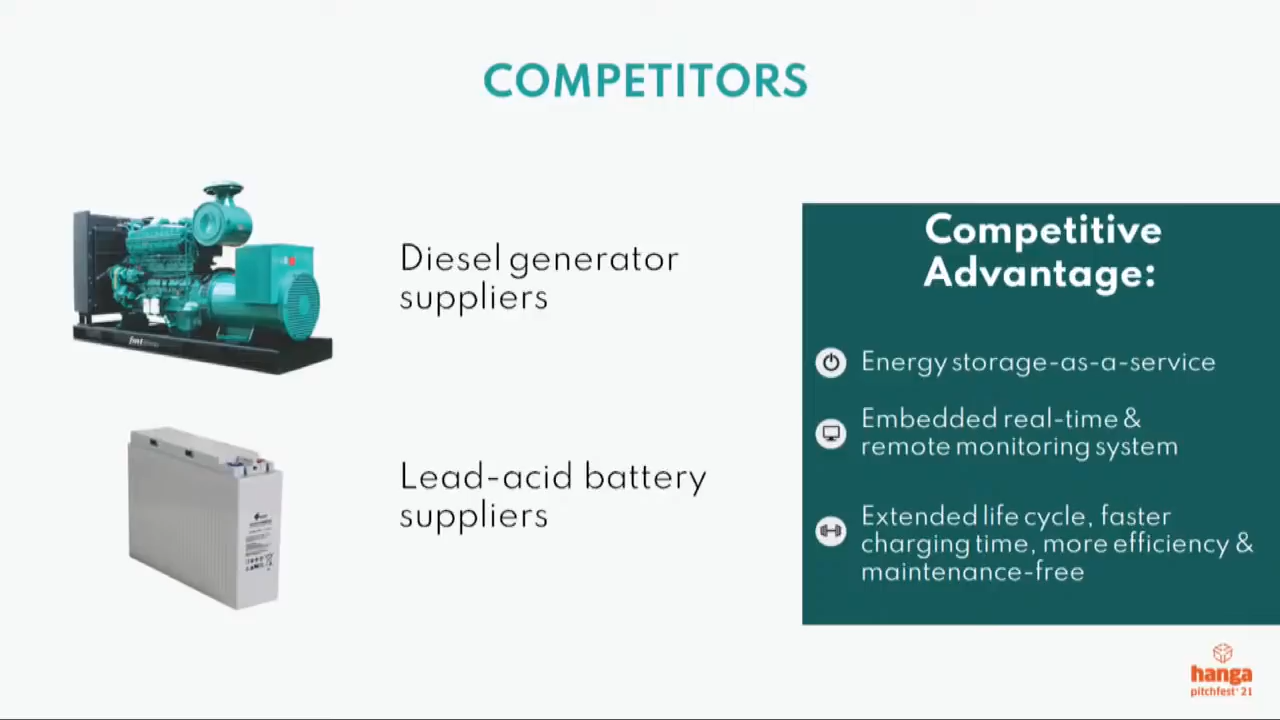 COMPETITORS
Diesel generator
suppliers
Lead-acid battery
suppliers
Competitive
Advantage:
Energy storage-as-a-service
Embedded real-time &
remote monitoring system
Extended life cycle, faster
charging time, more efficiency &
maintenance-free
hanga
pitchfest' 21